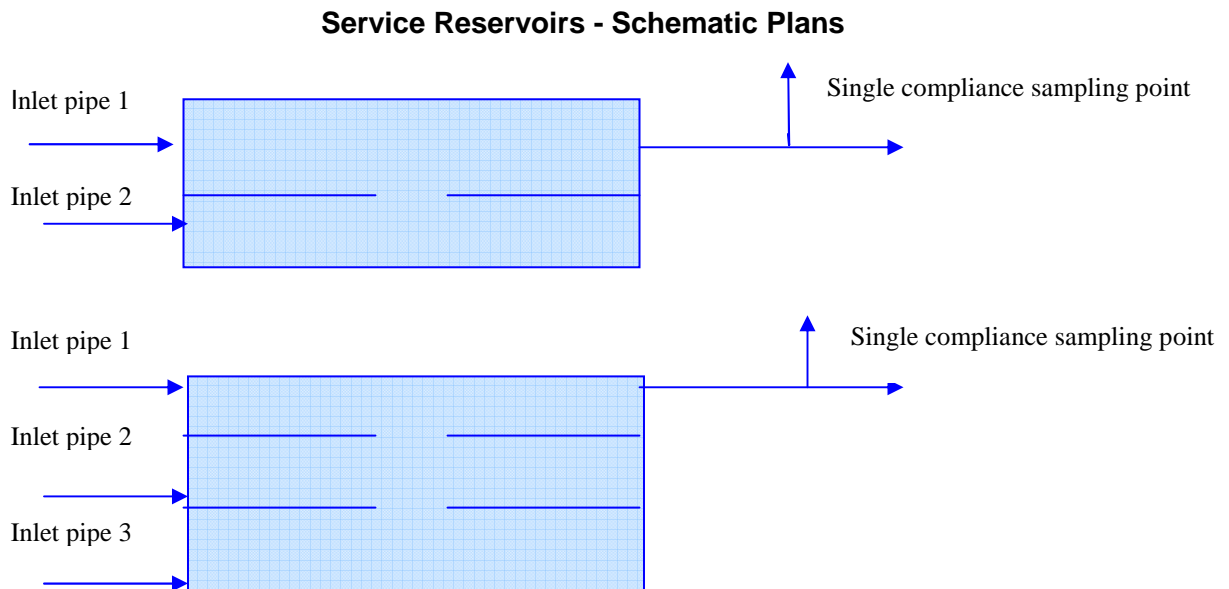 Service Reservoirs - Schematic Plans
Inlet pipe 1
Single compliance sampling point
Inlet pipe 2
Inlet pipe 1
Single compliance sampling point
Inlet pipe 2
Inlet pipe 3